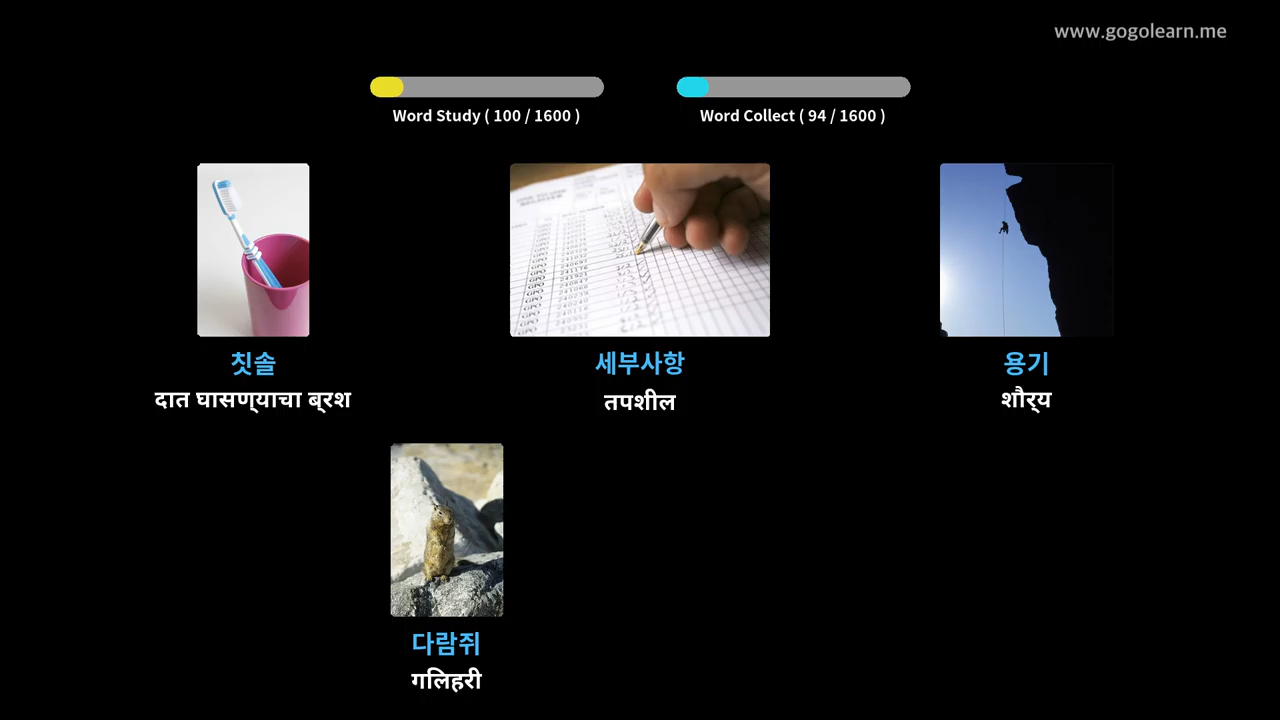 www.gogolearn.me
Word Study ( 100 / 1600 )
Word Collect ( 94 / 1600 )
칫솔
दात घासण्याचा ब्रश
세부사항
तपशील
용기
शौर्य
다람쥐
गलिहरी